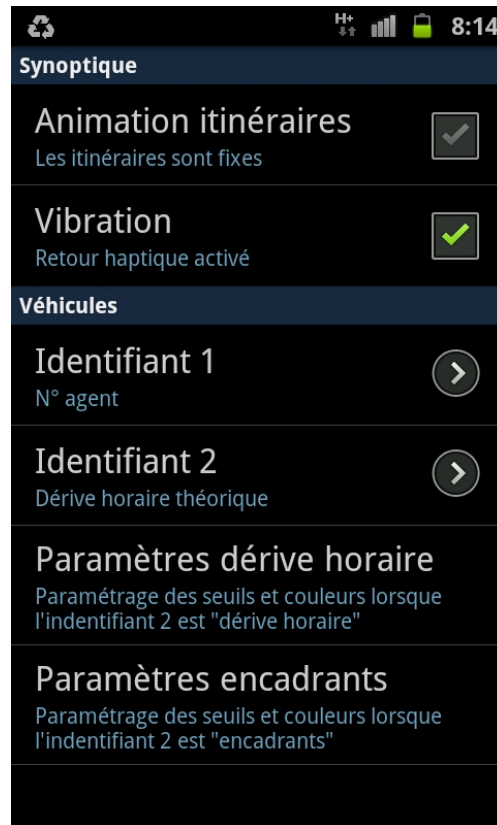 H+
8:14
Synoptique
Animation itinéraires
Les itinéraires sont fixes
Vibration
Retour haptique activé
Véhicules
Identifiant 1
N° agent
Identifiant 2
Dérive horaire théorique
Paramètres dérive horaire
Paramétrage des seuils et couleurs lorsque
l'indentifiant 2 est "dérive horaire"
Paramètres encadrants
Paramétrage des seuils et couleurs lorsque
l'indentifiant 2 est "encadrants"